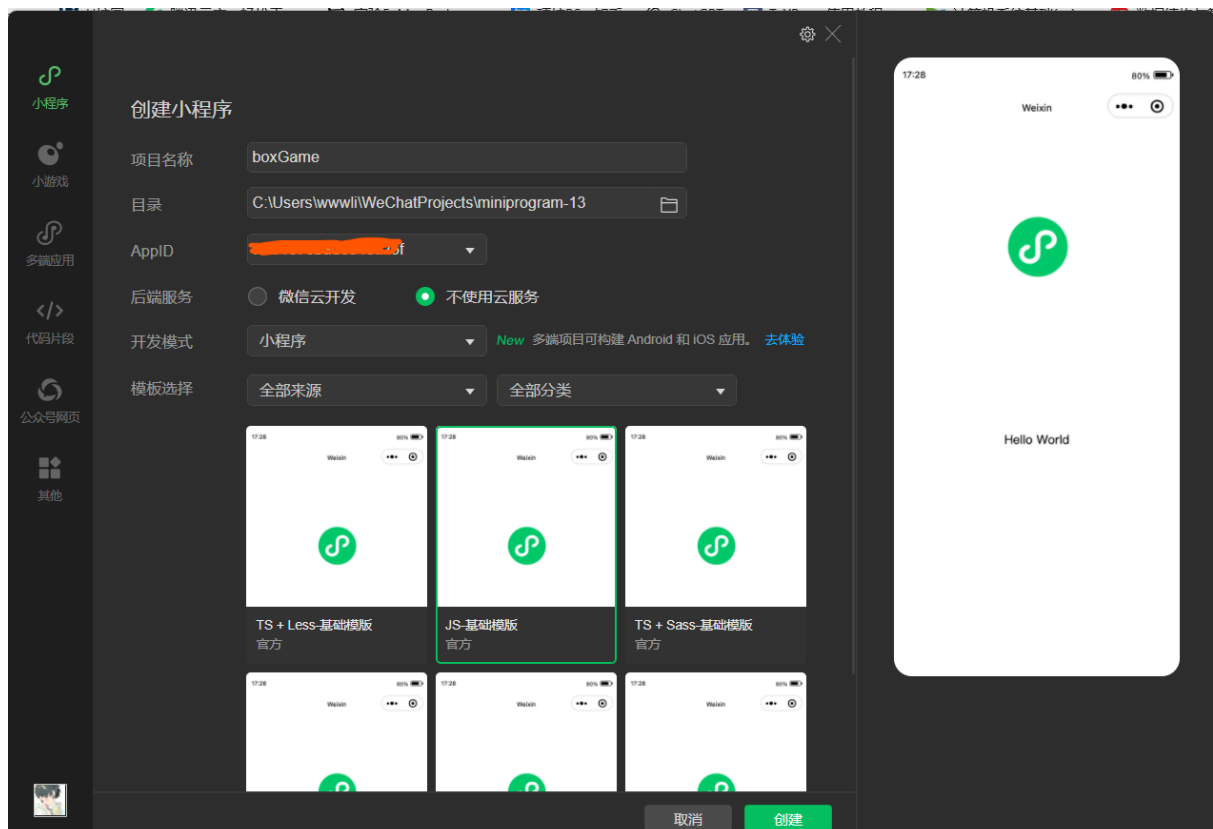 小程序
小游戏
多端应用
代码片段
公众号网页
其他
创建小程序
项目名称 boxGame
目录 C:\Users\wwwli\WeChatProjects\miniprogram-13
AppID
后端服务 微信云开发 不使用云服务
开发模式 小程序 New 多端项目可构建 Android 和 iOS 应用。 去体验
模板选择 全部来源 全部分类
17:28 80% 17:28 80% 17:28 80%
Weixin Weixin Weixin
TS + Less-基础模版 JS-基础模版 TS + Sass-基础模版
官方 官方 官方
17:28 80% 17:28 80% 17:28 80%
Weixin Weixin Weixin
取消 创建
17:28 80%
Weixin
Hello World